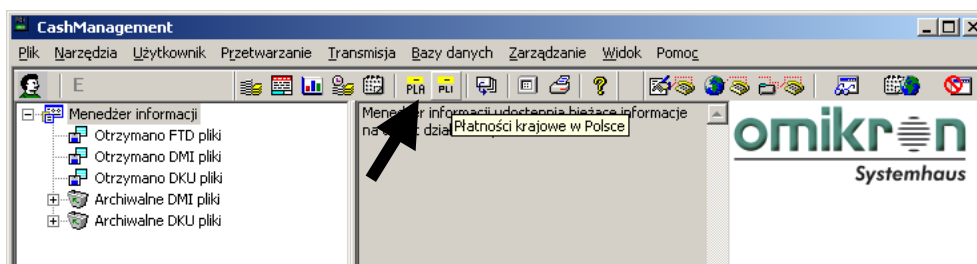 CashManagement
Plik Narzędzia Użytkownik Przetwarzanie Transmisja Bazy danych Zarządzanie Widok Pomoc
E PLA PLI
Menedżer informacji
Otrzymano FTD pliki
Otrzymano DMI pliki
Otrzymano DKU pliki
Archiwalne DMI pliki
Archiwalne DKU pliki
Menedżer informacji udostępnia bieżące informacje
na
Płatności krajowe w Polsce
omikron
Systemhaus